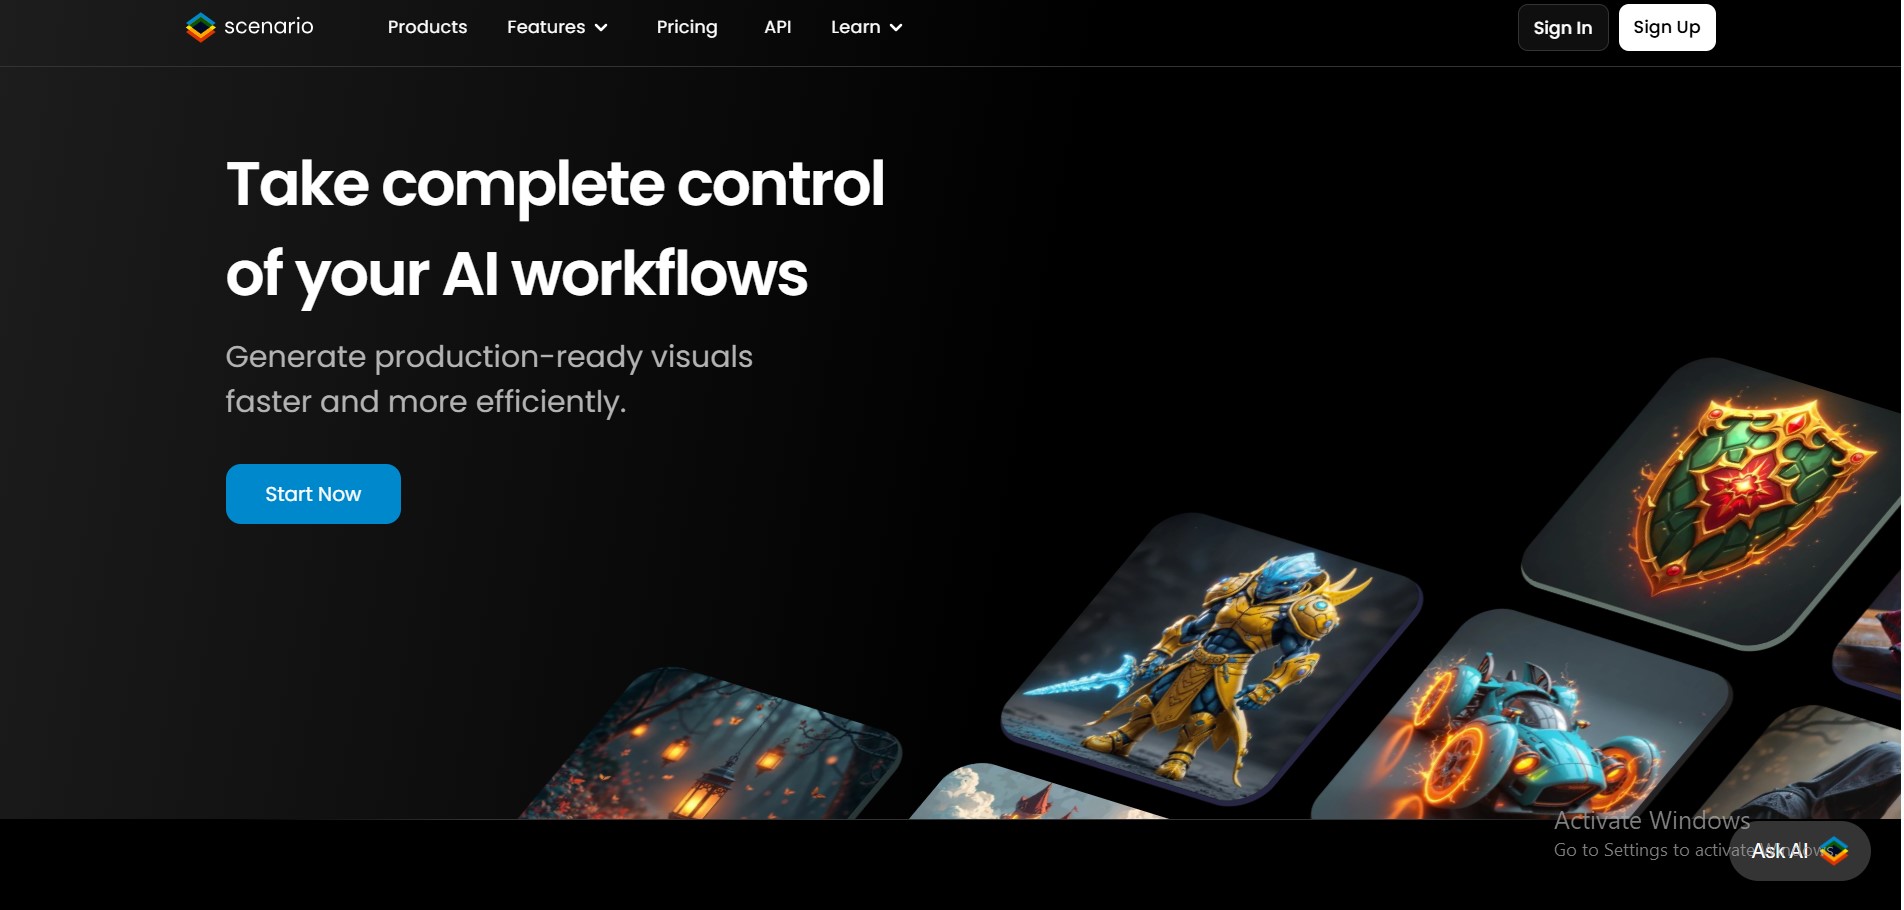 scenario
Products
Features
Pricing
API
Learn
Sign In
Sign Up
Take complete control
of your AI workflows
Generate production-ready visuals
faster and more efficiently.
Start Now
Activate Windows
Go to Settings to activate Windows.
Ask AI